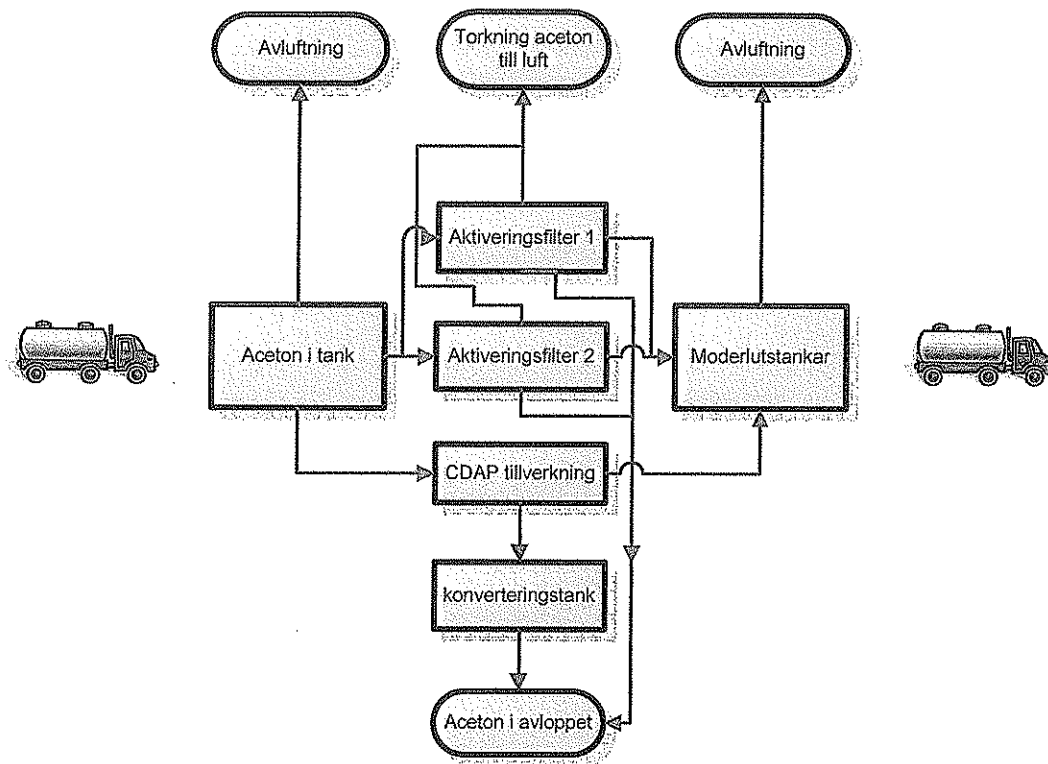 Avluftning
Torkning aceton
till luft
Avluftning
Aktiveringsfilter 1
Aceton i tank
Aktiveringsfilter 2
Moderlutstankar
CDAP tillverkning
konverteringstank
Aceton i avloppet